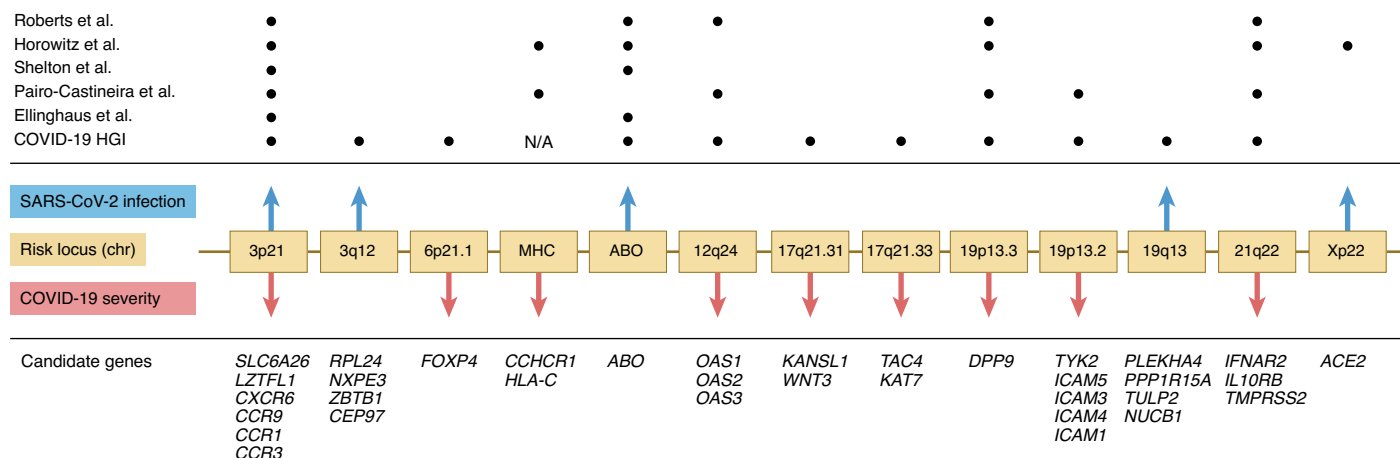 Roberts et al.
Horowitz et al.
Shelton et al.
Pairo-Castineira et al.
Ellinghaus et al.
COVID-19 HGI N/A
SARS-CoV-2 infection
Risk locus (chr) 3p21 3q12 6p21.1 MHC ABO 12q24 17q21.31 17q21.33 19p13.3 19p13.2 19q13 21q22 Xp22
COVID-19 severity
Candidate genes SLC6A26 RPL24 FOXP4 CCHCR1 ABO OAS1 KANSL1 TAC4 DPP9 TYK2 PLEKHA4 IFNAR2 ACE2
LZTFL1 NXPE3 HLA-C OAS2 WNT3 KAT7 ICAM5 PPP1R15A IL10RB
CXCR6 ZBTB1 OAS3 ICAM3 TULP2 TMPRSS2
CCR9 CEP97 ICAM4 NUCB1
CCR1 ICAM1
CCR3